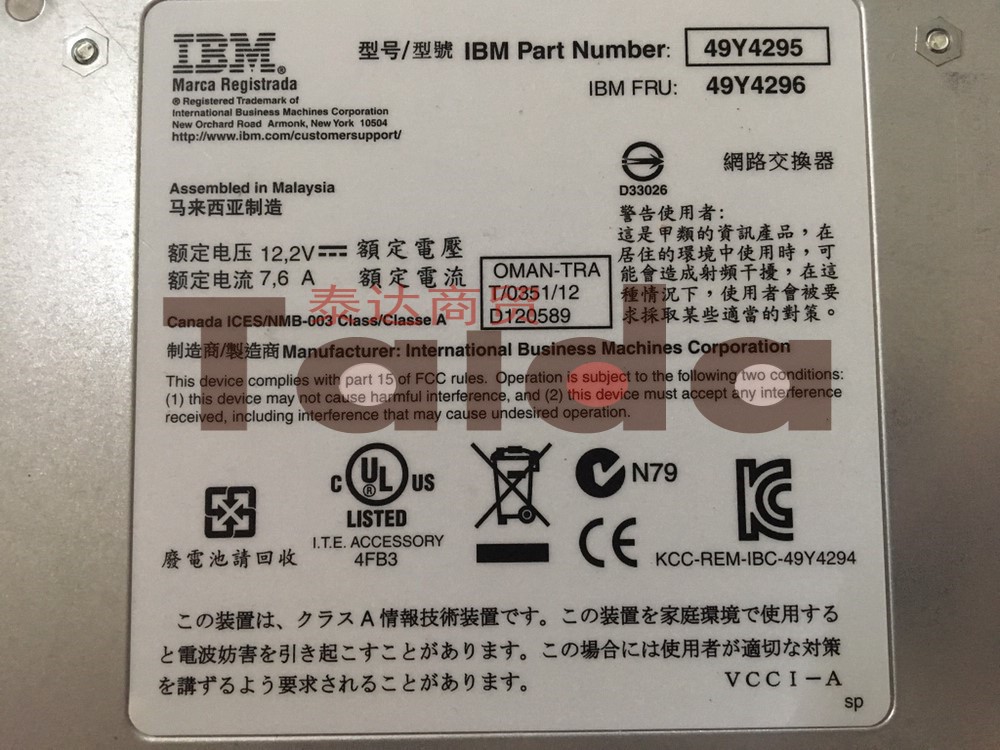 IBM®
Marca Registrada
® Registered Trademark of
International Business Machines Corporation
New Orchard Road Armonk, New York 10504
http://www.ibm.com/customersupport/
型号/型號 IBM Part Number: 49Y4295
IBM FRU: 49Y4296
D33026
網路交換器
Assembled in Malaysia
马来西亚制造
警告使用者:
這是甲類的資訊產品，在
居住的環境中使用時，可
能會造成射頻干擾，在這
種情況下，使用者會被要
求採取某些適當的對策。
额定电压 12,2V 額定電壓
额定电流 7,6 A 額定電流
OMAN-TRA
T/0351/12
D120589
泰达商贸
Taida
Canada ICES/NMB-003 Class/Classe A
制造商/製造商 Manufacturer: International Business Machines Corporation
This device complies with part 15 of FCC rules. Operation is subject to the following two conditions:
(1) this device may not cause harmful interference, and (2) this device must accept any interference
received, including interference that may cause undesired operation.
廢電池請回收
C UL® US
LISTED
I.T.E. ACCESSORY
4FB3
N79
CE
KC
KCC-REM-IBC-49Y4294
この装置は、クラス A 情報技術装置です。この装置を家庭環境で使用する
と電波妨害を引き起こすことがあります。この場合には使用者が適切な対策
を講ずるよう要求されることがあります。
VCCI-A
sp